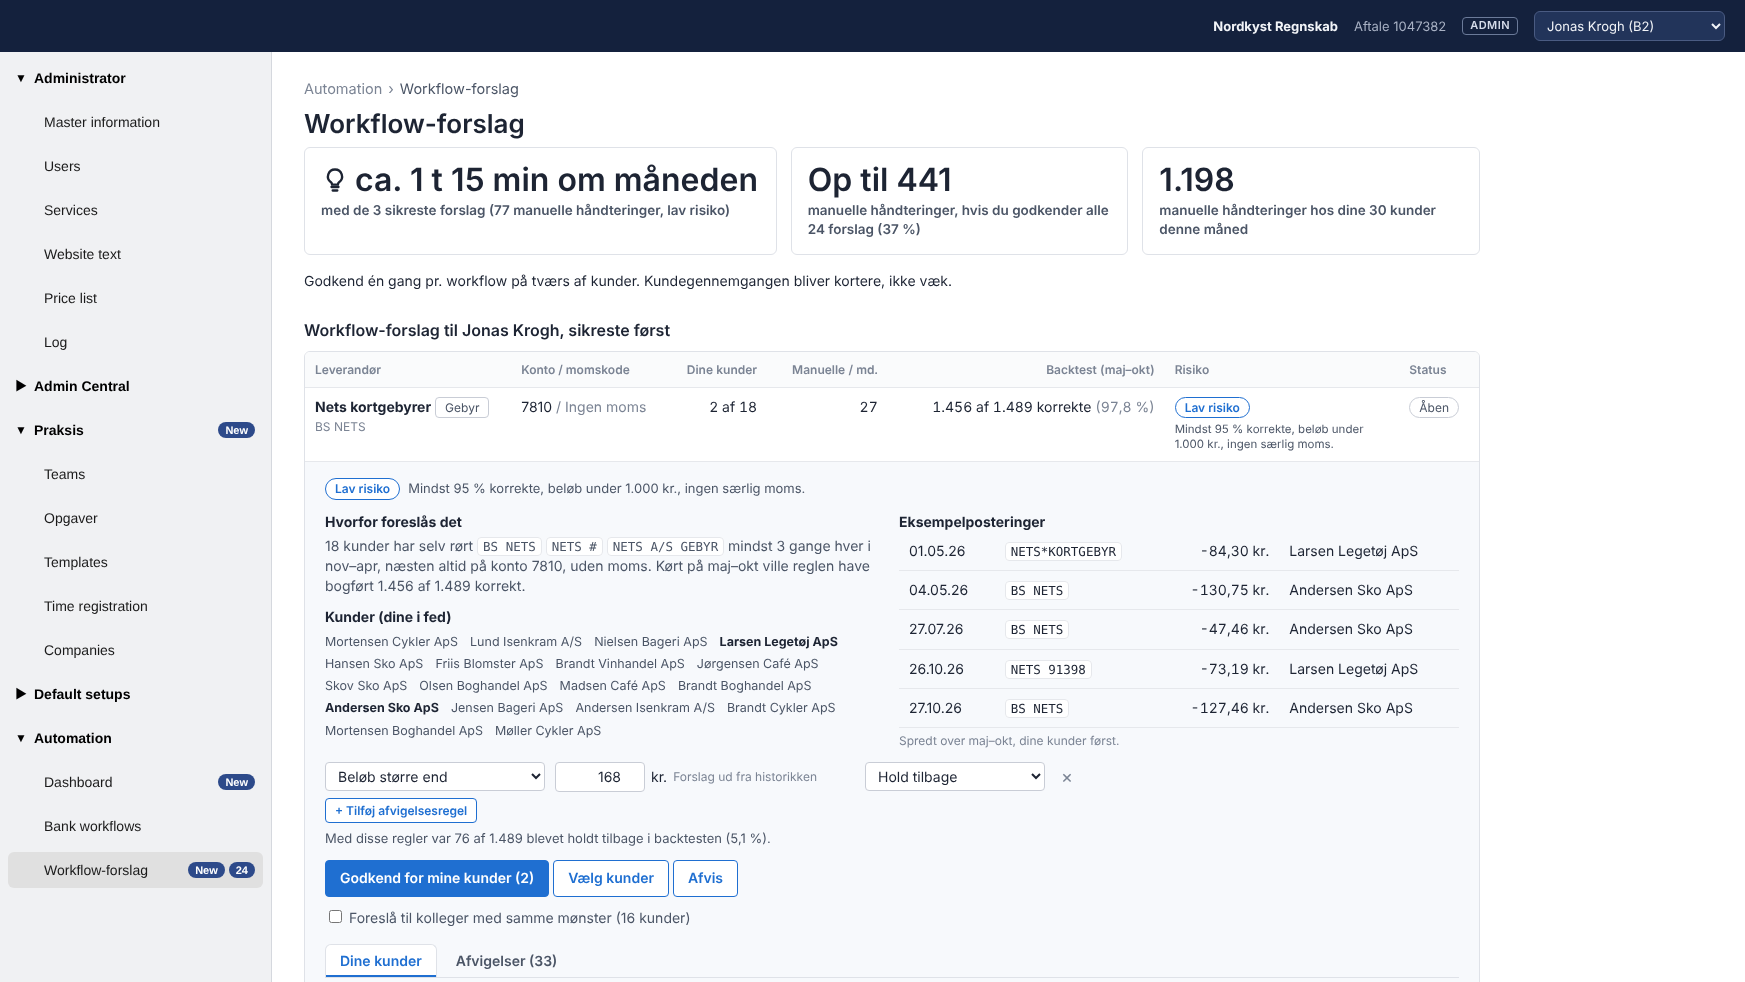 Nordkyst Regnskab Aftale 1047382 ADMIN Jonas Krogh (B2)
Administrator
Master information
Users
Services
Website text
Price list
Log
Admin Central
Praksis New
Teams
Opgaver
Templates
Time registration
Companies
Default setups
Automation
Dashboard New
Bank workflows
Workflow-forslag New 24
Automation › Workflow-forslag
Workflow-forslag
ca. 1 t 15 min om måneden
med de 3 sikreste forslag (77 manuelle håndteringer, lav risiko)
Op til 441
manuelle håndteringer, hvis du godkender alle
24 forslag (37 %)
1.198
manuelle håndteringer hos dine 30 kunder
denne måned
Godkend én gang pr. workflow på tværs af kunder. Kundegennemgangen bliver kortere, ikke væk.
Workflow-forslag til Jonas Krogh, sikreste først
Leverandør Konto / momskode Dine kunder Manuelle / md. Backtest (maj–okt) Risiko Status
Nets kortgebyrer Gebyr 7810 / Ingen moms 2 af 18 27 1.456 af 1.489 korrekte (97,8 %) Lav risiko Åben
BS NETS
Mindst 95 % korrekte, beløb under
1.000 kr., ingen særlig moms.
Lav risiko Mindst 95 % korrekte, beløb under 1.000 kr., ingen særlig moms.
Hvorfor foreslås det
18 kunder har selv rørt BS NETS NETS # NETS A/S GEBYR mindst 3 gange hver i
nov–apr, næsten altid på konto 7810, uden moms. Kørt på maj–okt ville reglen have
bogført 1.456 af 1.489 korrekt.
Kunder (dine i fed)
Mortensen Cykler ApS Lund Isenkram A/S Nielsen Bageri ApS Larsen Legetøj ApS
Hansen Sko ApS Friis Blomster ApS Brandt Vinhandel ApS Jørgensen Café ApS
Skov Sko ApS Olsen Boghandel ApS Madsen Café ApS Brandt Boghandel ApS
Andersen Sko ApS Jensen Bageri ApS Andersen Isenkram A/S Brandt Cykler ApS
Mortensen Boghandel ApS Møller Cykler ApS
Eksempelposteringer
01.05.26 NETS*KORTGEBYR -84,30 kr. Larsen Legetøj ApS
04.05.26 BS NETS -130,75 kr. Andersen Sko ApS
27.07.26 BS NETS -47,46 kr. Andersen Sko ApS
26.10.26 NETS 91398 -73,19 kr. Larsen Legetøj ApS
27.10.26 BS NETS -127,46 kr. Andersen Sko ApS
Spredt over maj–okt, dine kunder først.
Beløb større end 168 kr. Forslag ud fra historikken Hold tilbage ×
+ Tilføj afvigelsesregel
Med disse regler var 76 af 1.489 blevet holdt tilbage i backtesten (5,1 %).
Godkend for mine kunder (2) Vælg kunder Afvis
Foreslå til kolleger med samme mønster (16 kunder)
Dine kunder Afvigelser (33)